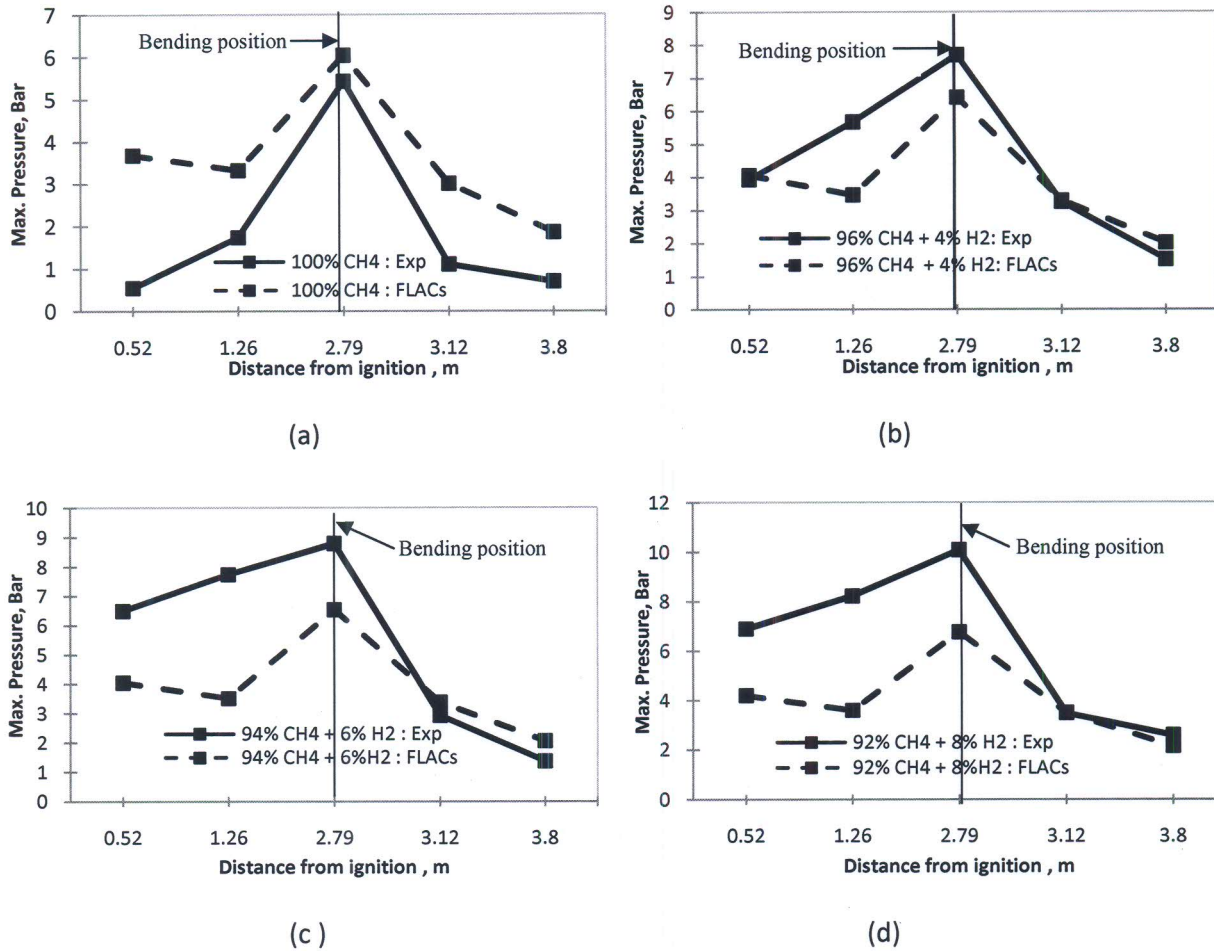 7
6
5
4
3
2
1
0
Max. Pressure, Bar
Bending position
100% CH4 : Exp
100% CH4 : FLACs
0.52 1.26 2.79 3.12 3.8
Distance from ignition , m
(a)
9
8
7
6
5
4
3
2
1
0
Max. Pressure, Bar
Bending position
96% CH4 + 4% H2: Exp
96% CH4 + 4% H2: FLACs
0.52 1.26 2.79 3.12 3.8
Distance from ignition , m
(b)
10
9
8
7
6
5
4
3
2
1
0
Max. Pressure, Bar
Bending position
94% CH4 + 6% H2 : Exp
94% CH4 + 6%H2 : FLACs
0.52 1.26 2.79 3.12 3.8
Distance from ignition , m
(c )
12
10
8
6
4
2
0
Max. Pressure, Bar
Bending position
92% CH4 + 8% H2 : Exp
92% CH4 + 8%H2 : FLACs
0.52 1.26 2.79 3.12 3.8
Distance from ignition , m
(d)